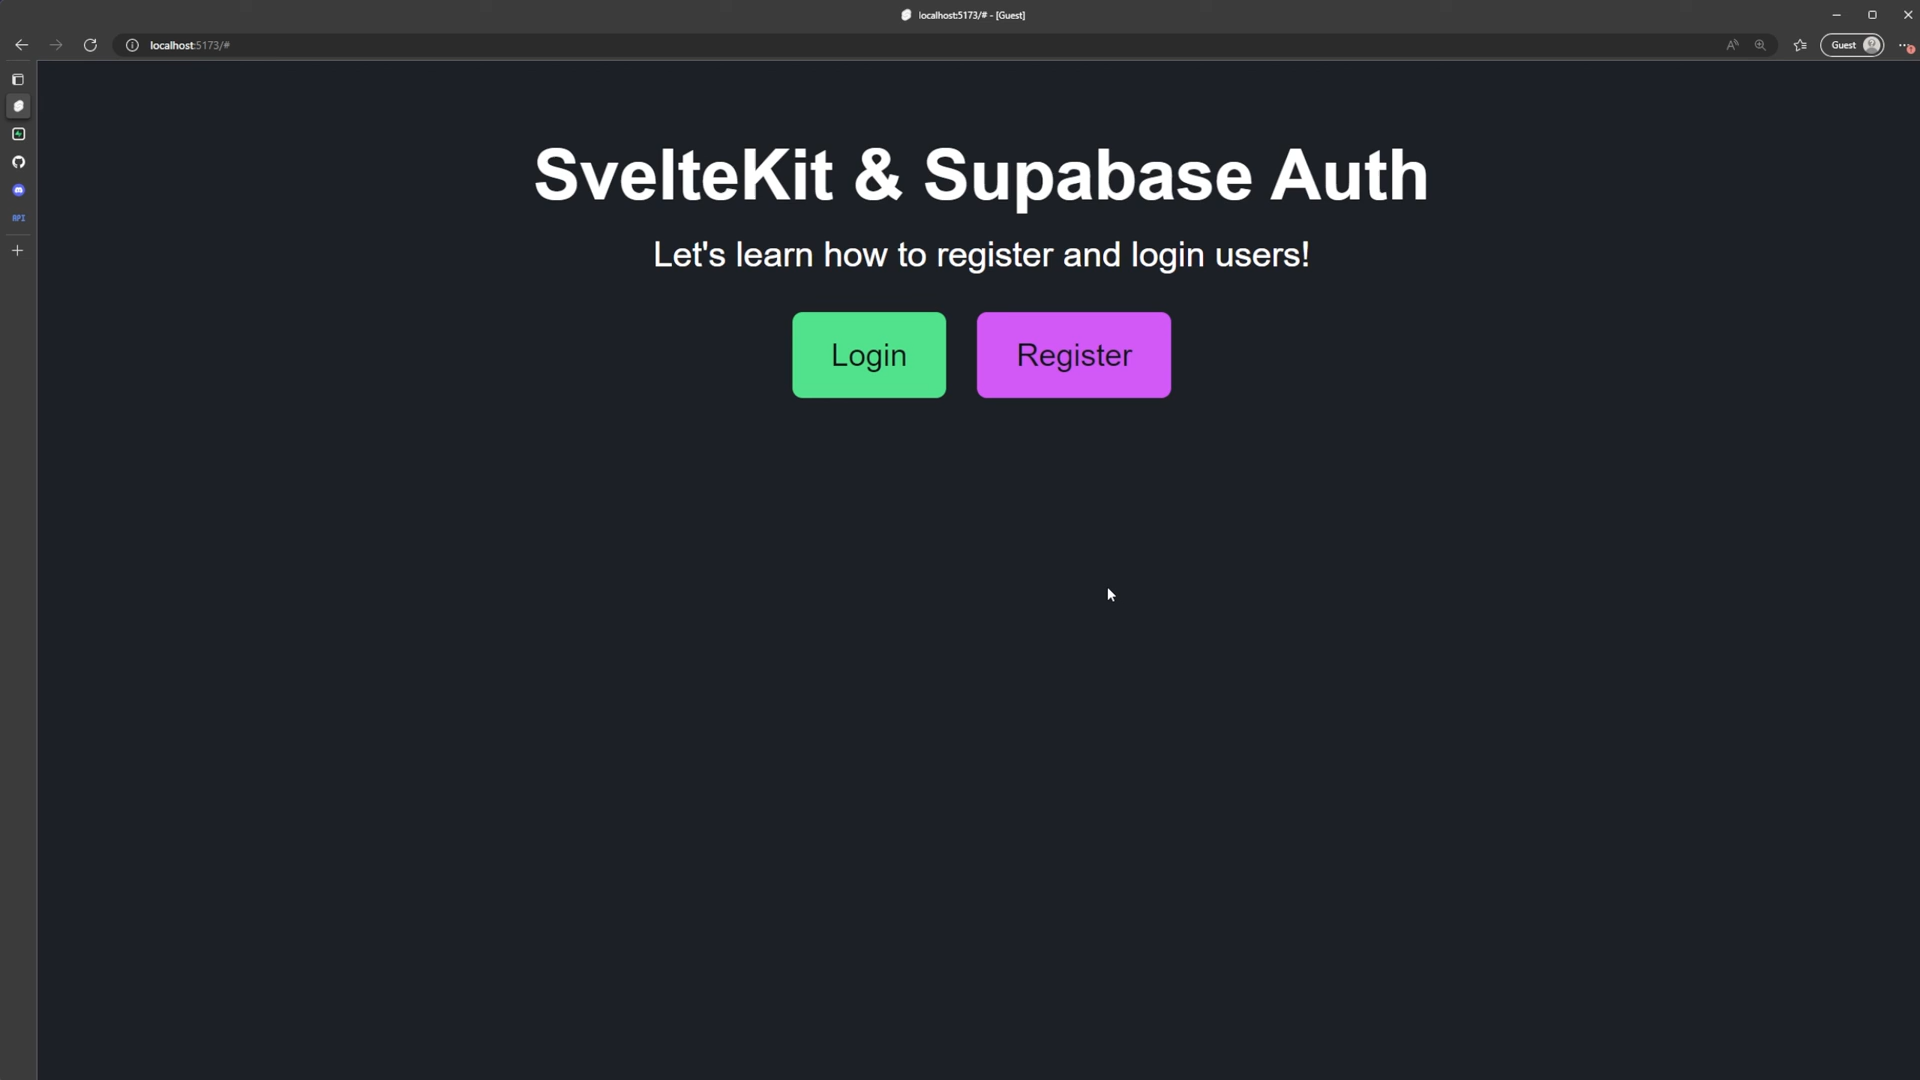 localhost:5173/# - [Guest]
localhost:5173/#
Guest
API
SvelteKit & Supabase Auth
Let's learn how to register and login users!
Login
Register